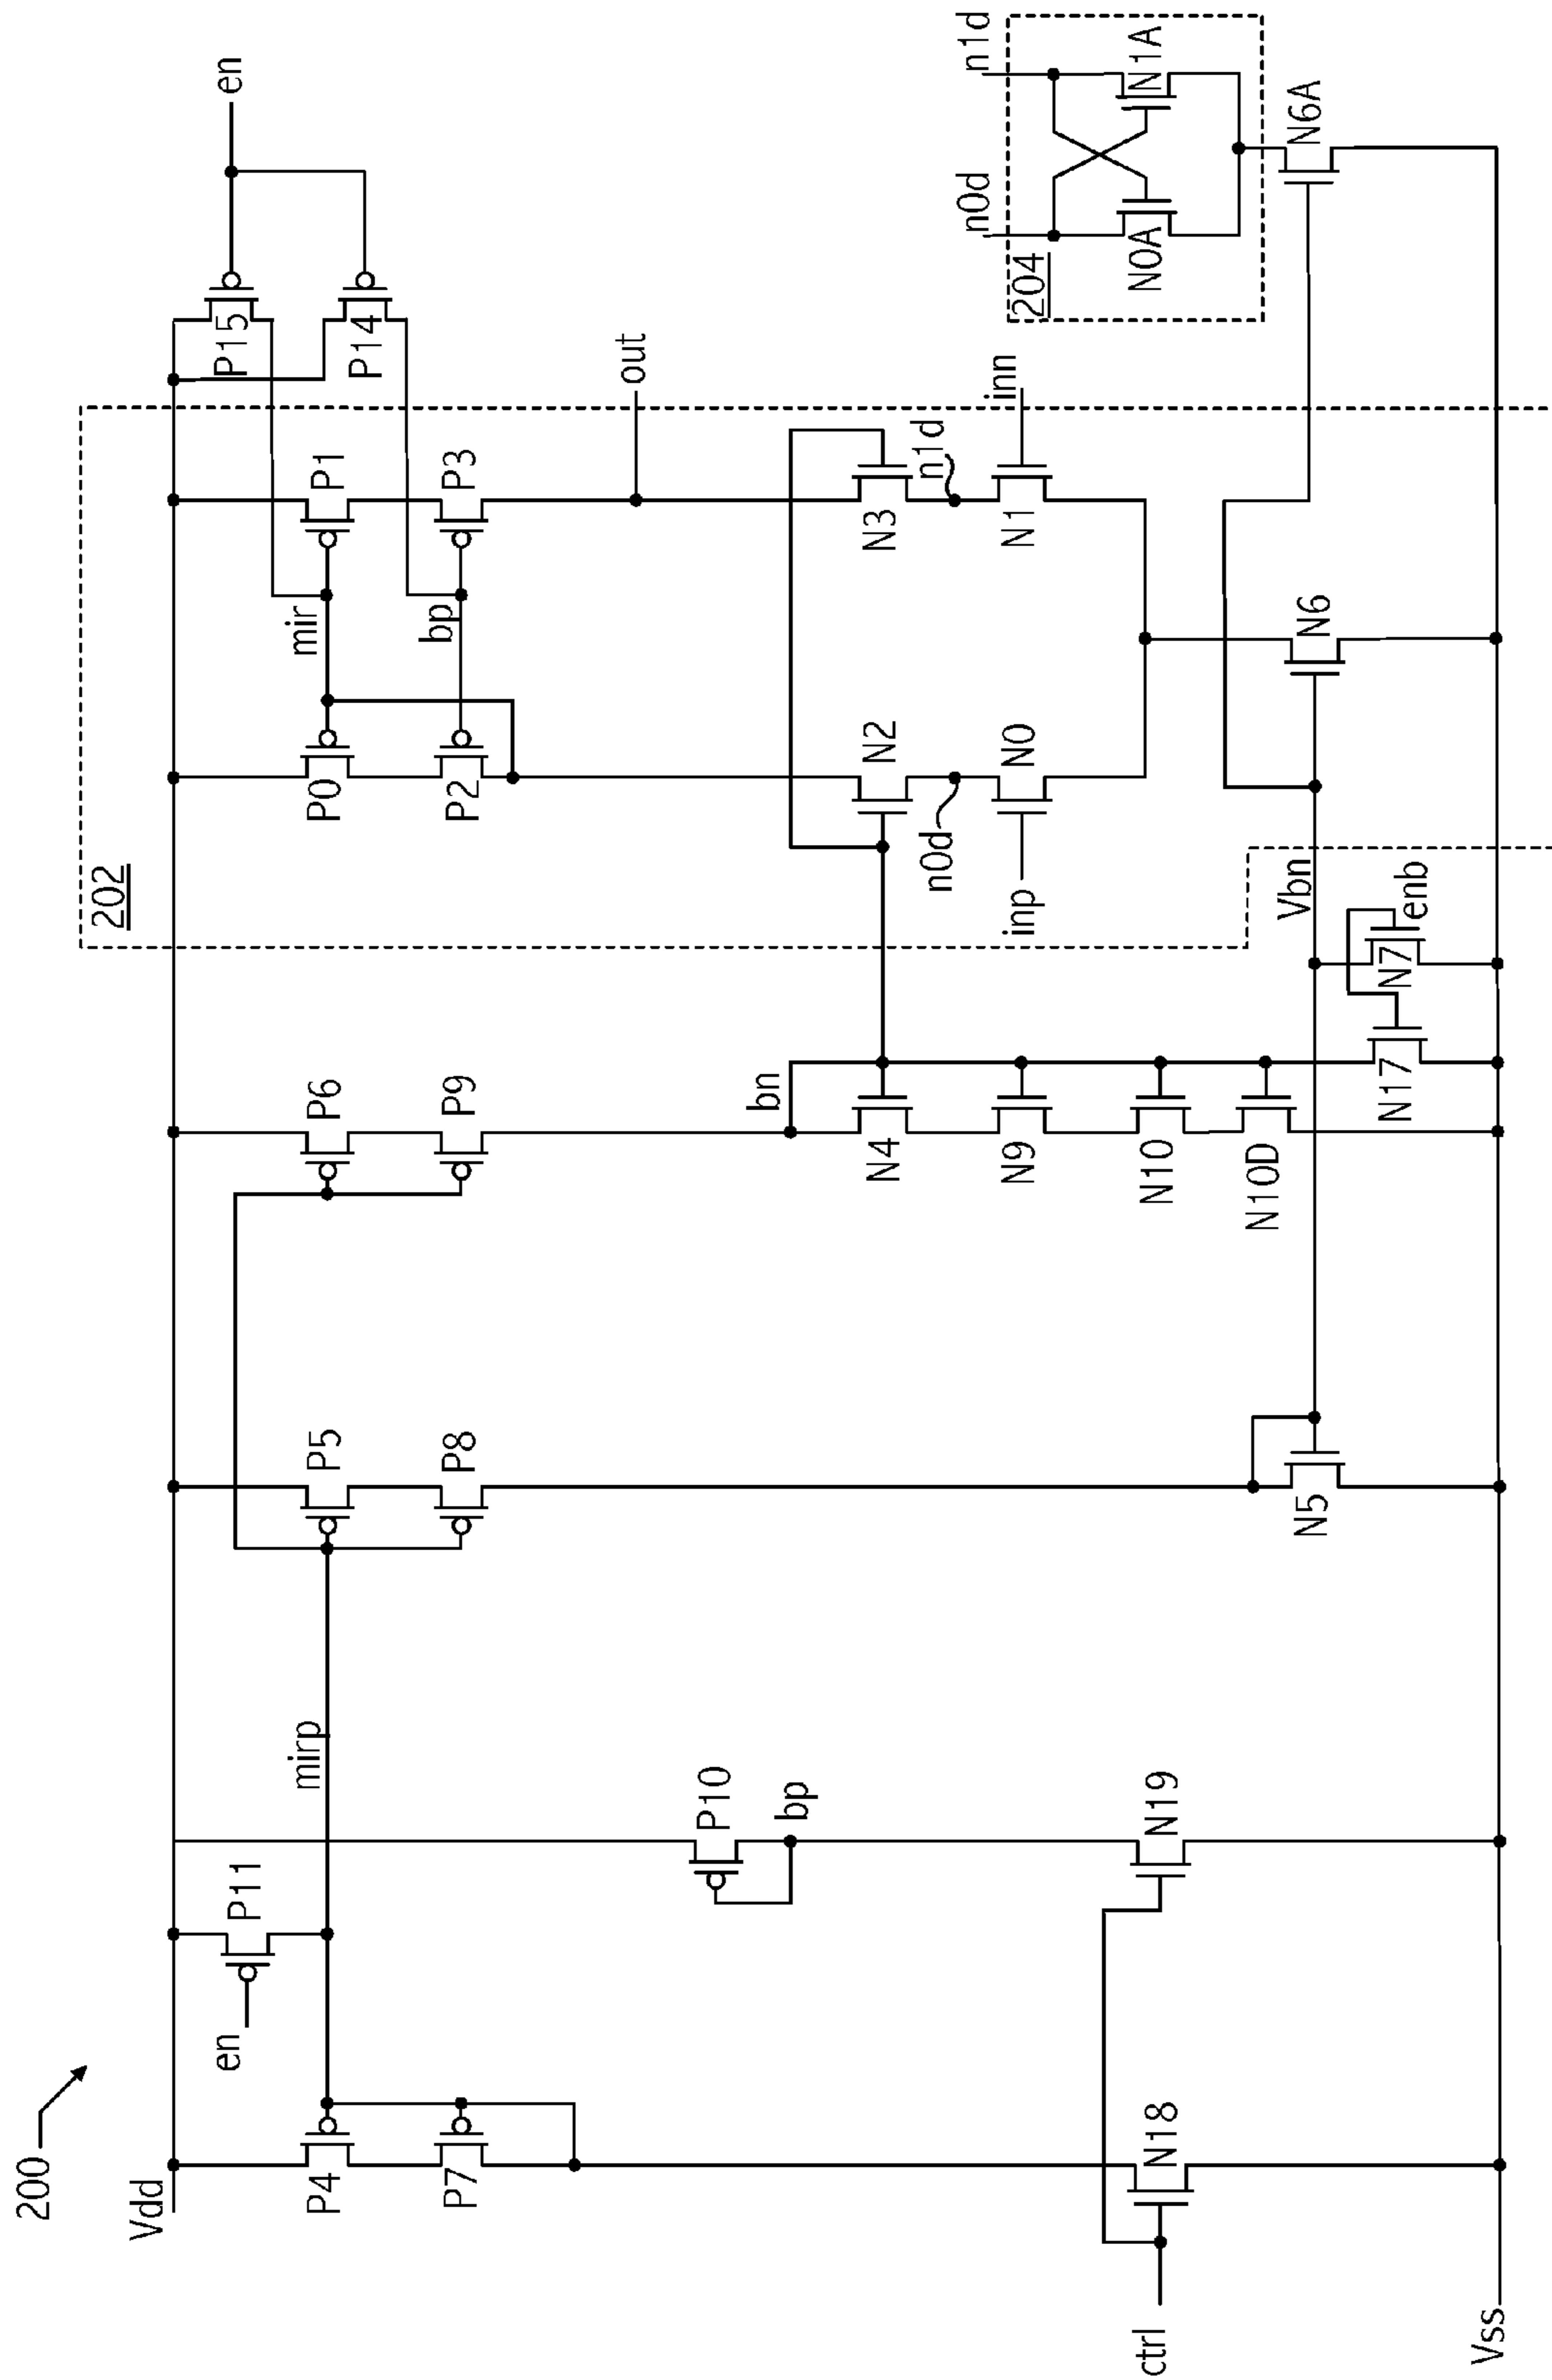 200
Vdd
P4
P7
en
P11
mirp
P10
bp
N18
N19
ctrl
Vss
P5
P8
N5
P6
P9
bn
N4
N9
N10
N10D
N17
N7
enb
Vbn
202
P0
P2
mir
bp
P1
P3
P15
P14
en
out
N2
N3
n0d
n1d
inp
N0
N1
inn
N6
204
n0d
n1d
N0A
N1A
N6A